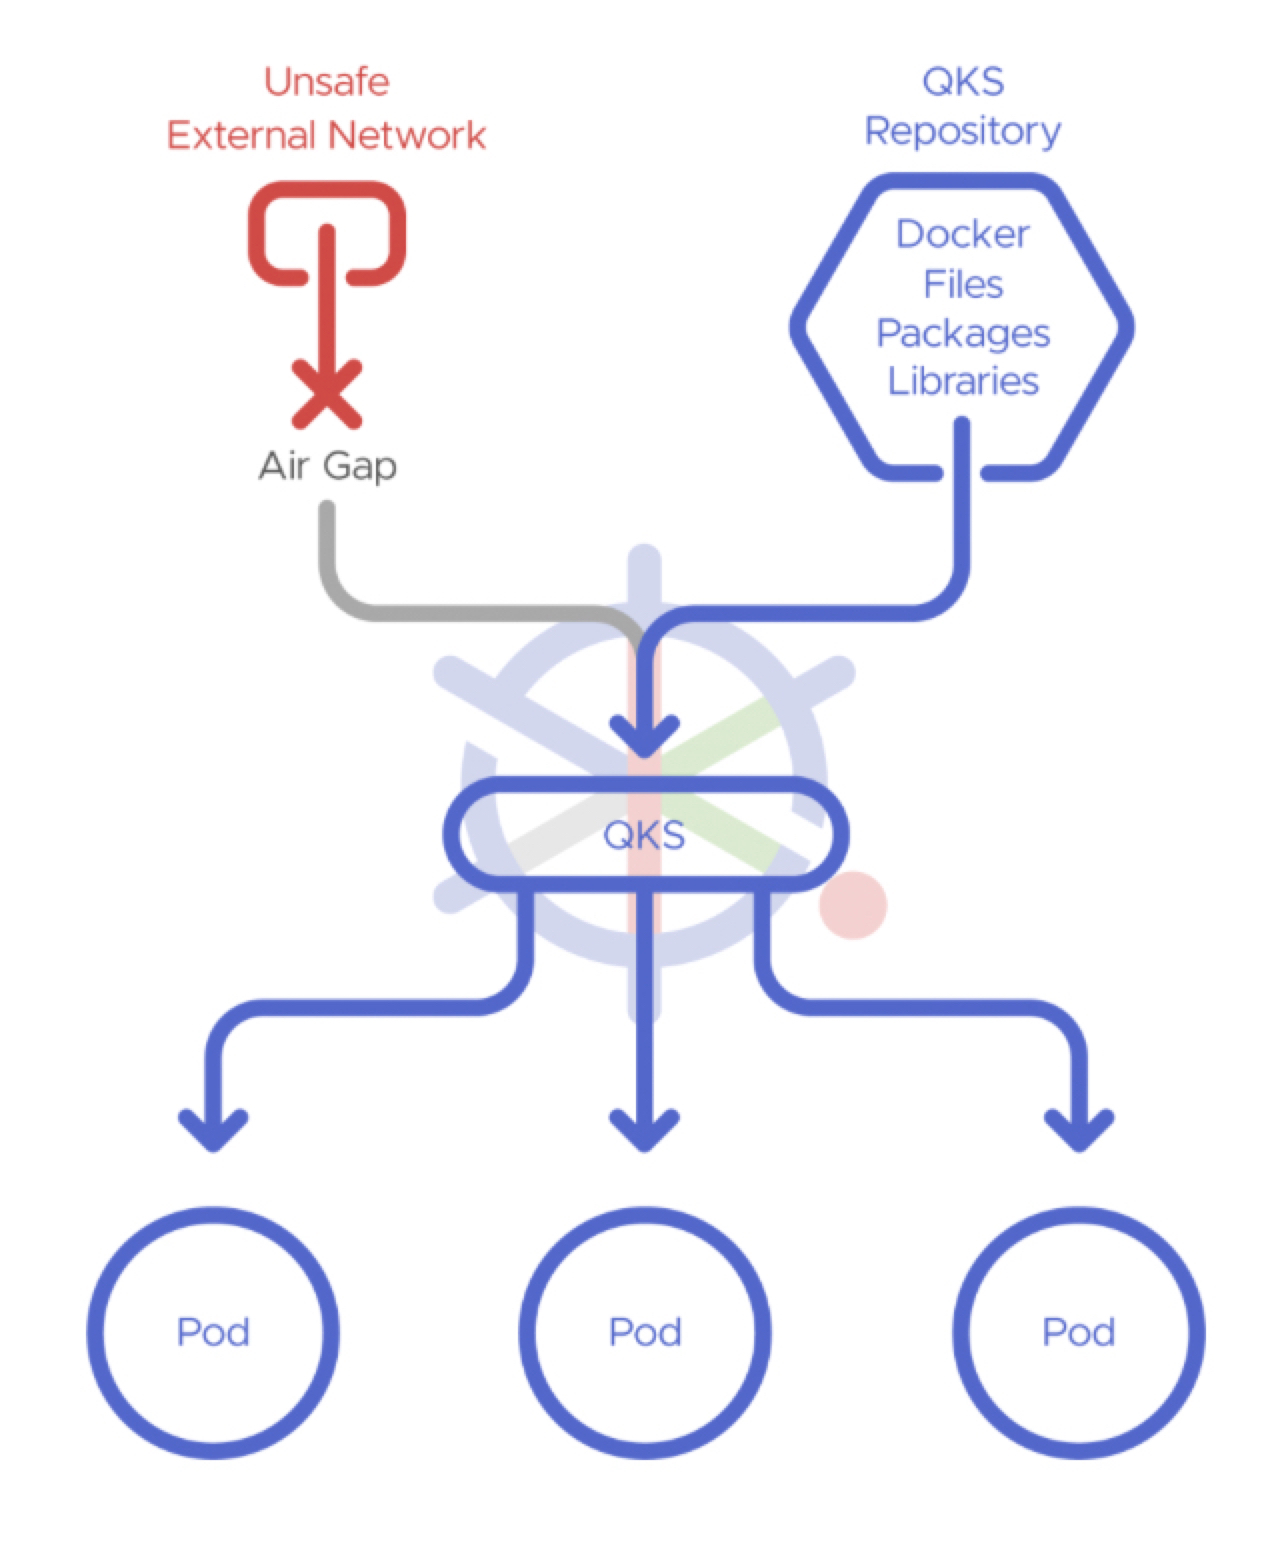 Unsafe
External Network
QKS
Repository
Docker
Files
Packages
Libraries
Air Gap
QKS
Pod
Pod
Pod